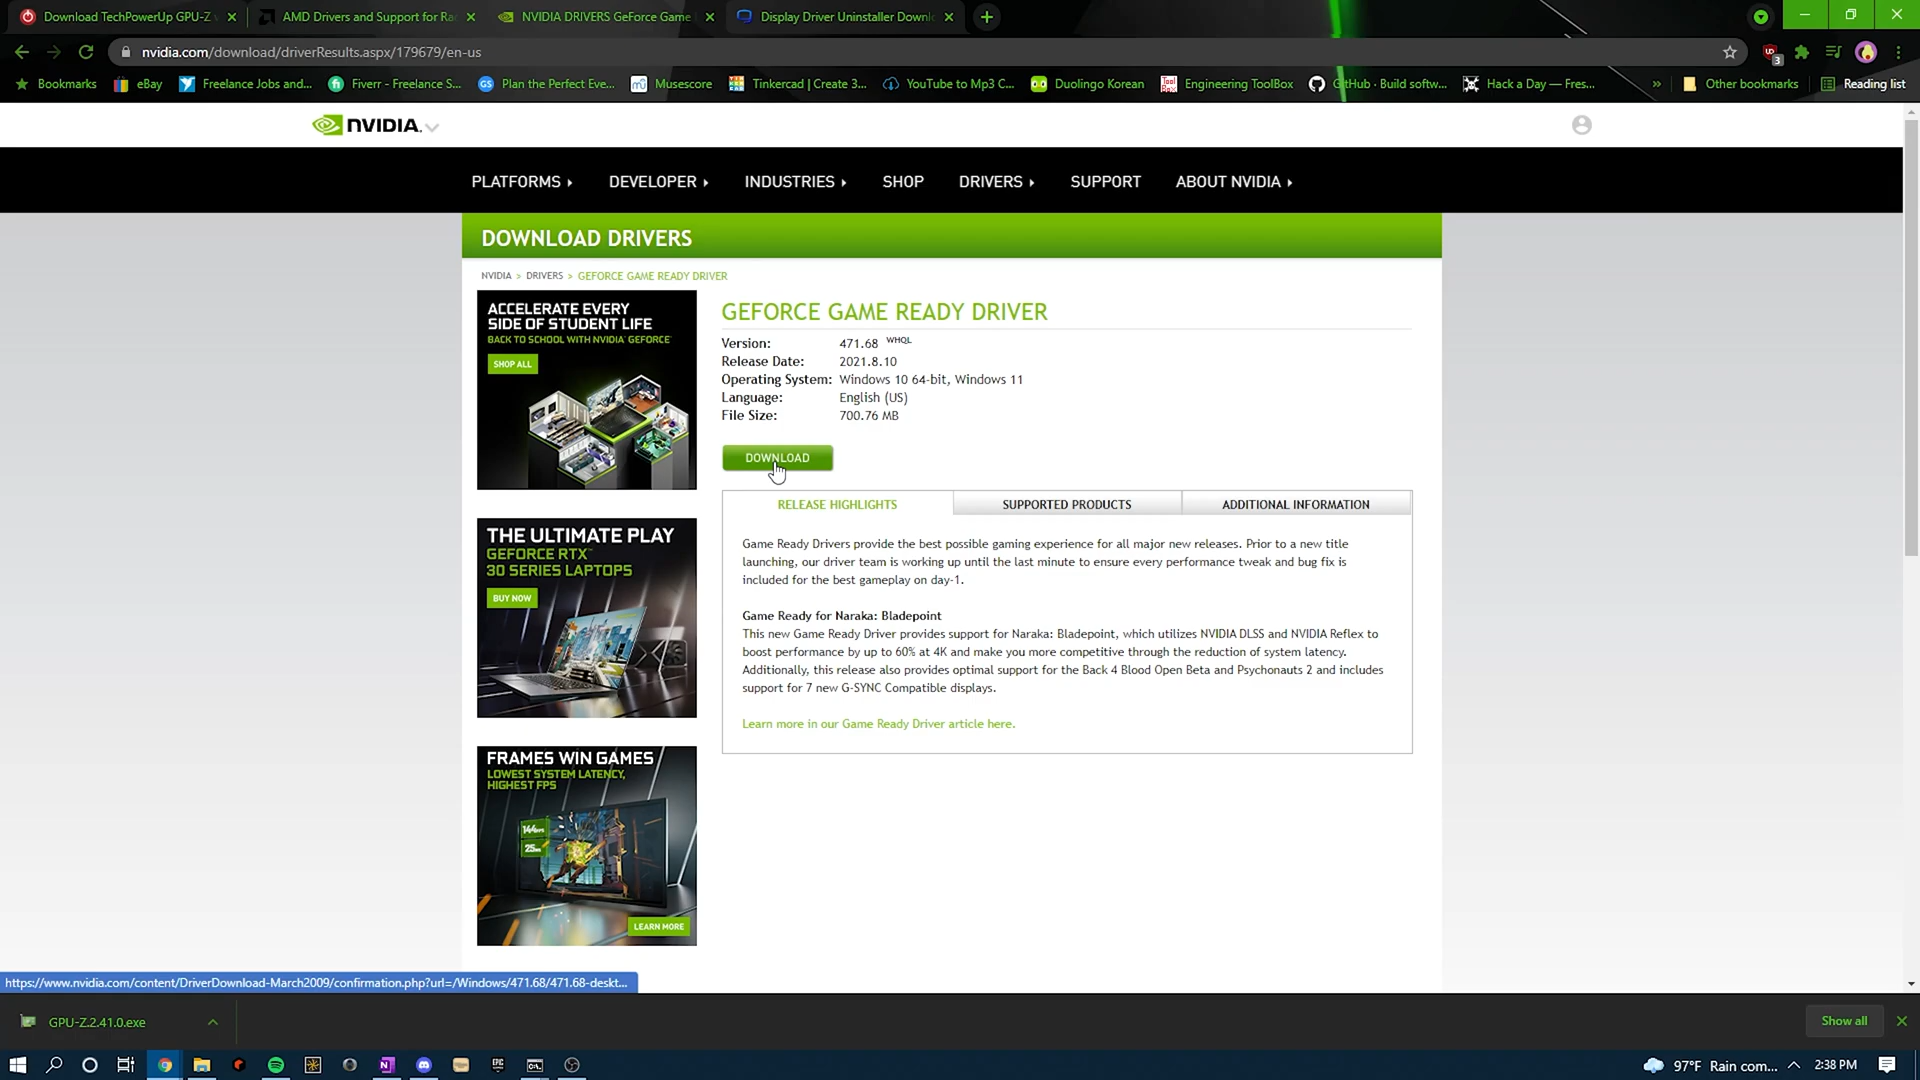 Download TechPowerUp GPU-Z v
AMD Drivers and Support for Ra
NVIDIA DRIVERS GeForce Game
Display Driver Uninstaller Downl
nvidia.com/download/driverResults.aspx/179679/en-us
3
Bookmarks
eBay
Freelance Jobs and...
Fiverr - Freelance S...
Plan the Perfect Eve...
Musescore
Tinkercad | Create 3...
YouTube to Mp3 C...
Duolingo Korean
Engineering ToolBox
GitHub · Build softw...
Hack a Day — Fres...
»
Other bookmarks
Reading list
NVIDIA.
PLATFORMS
DEVELOPER
INDUSTRIES
SHOP
DRIVERS
SUPPORT
ABOUT NVIDIA
DOWNLOAD DRIVERS
NVIDIA > DRIVERS > GEFORCE GAME READY DRIVER
ACCELERATE EVERY
SIDE OF STUDENT LIFE
BACK TO SCHOOL WITH NVIDIA GEFORCE
SHOP ALL
GEFORCE GAME READY DRIVER
Version: 471.68 WHQL
Release Date: 2021.8.10
Operating System: Windows 10 64-bit, Windows 11
Language: English (US)
File Size: 700.76 MB
DOWNLOAD
RELEASE HIGHLIGHTS
SUPPORTED PRODUCTS
ADDITIONAL INFORMATION
Game Ready Drivers provide the best possible gaming experience for all major new releases. Prior to a new title
launching, our driver team is working up until the last minute to ensure every performance tweak and bug fix is
included for the best gameplay on day-1.
Game Ready for Naraka: Bladepoint
This new Game Ready Driver provides support for Naraka: Bladepoint, which utilizes NVIDIA DLSS and NVIDIA Reflex to
boost performance by up to 60% at 4K and make you more competitive through the reduction of system latency.
Additionally, this release also provides optimal support for the Back 4 Blood Open Beta and Psychonauts 2 and includes
support for 7 new G-SYNC Compatible displays.
Learn more in our Game Ready Driver article here.
THE ULTIMATE PLAY
GEFORCE RTX™
30 SERIES LAPTOPS
BUY NOW
FRAMES WIN GAMES
LOWEST SYSTEM LATENCY,
HIGHEST FPS
144FPS
25MS
LEARN MORE
https://www.nvidia.com/content/DriverDownload-March2009/confirmation.php?url=/Windows/471.68/471.68-deskt...
GPU-Z.2.41.0.exe
Show all
97°F Rain com...
2:38 PM